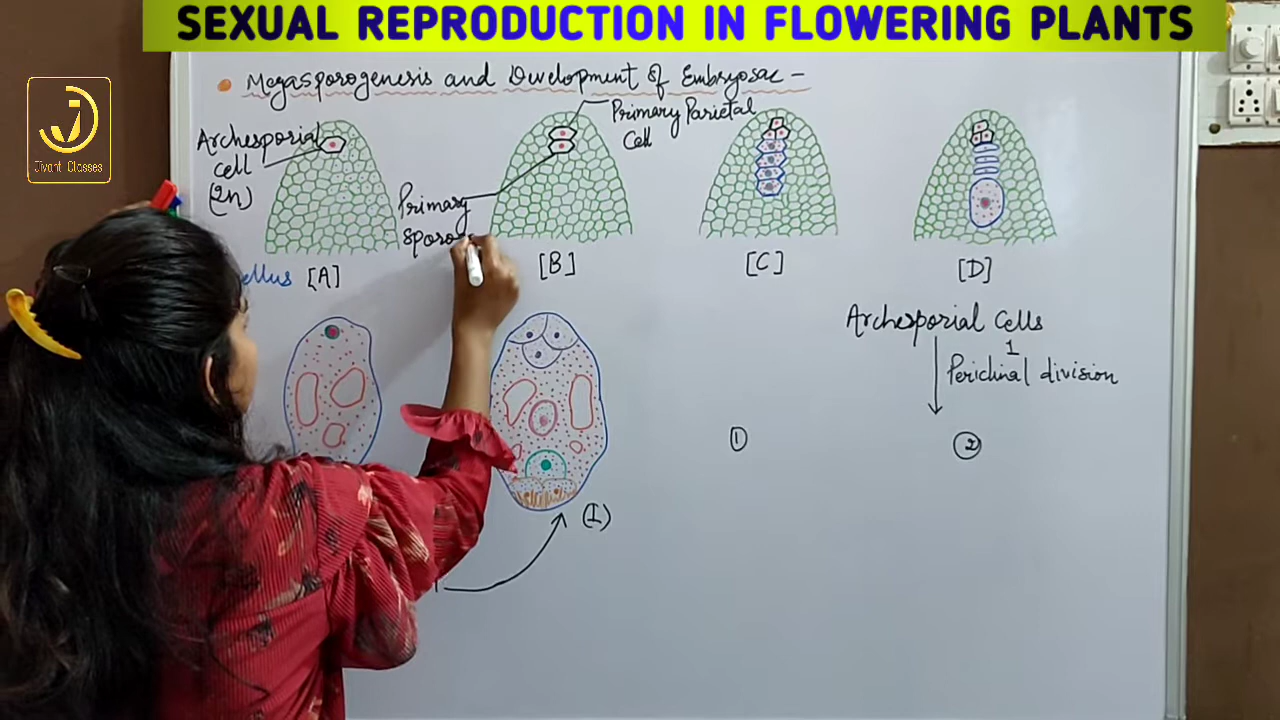 SEXUAL REPRODUCTION IN FLOWERING PLANTS
Jivant Classes
Megasporogenesis and Development of Embryosac -
Archesporial
cell
(2n)
Primary Parietal
Cell
Primary
[A]
[B]
[C]
[D]
Archesporial Cells
1
Periclinal division
①
②
(I)